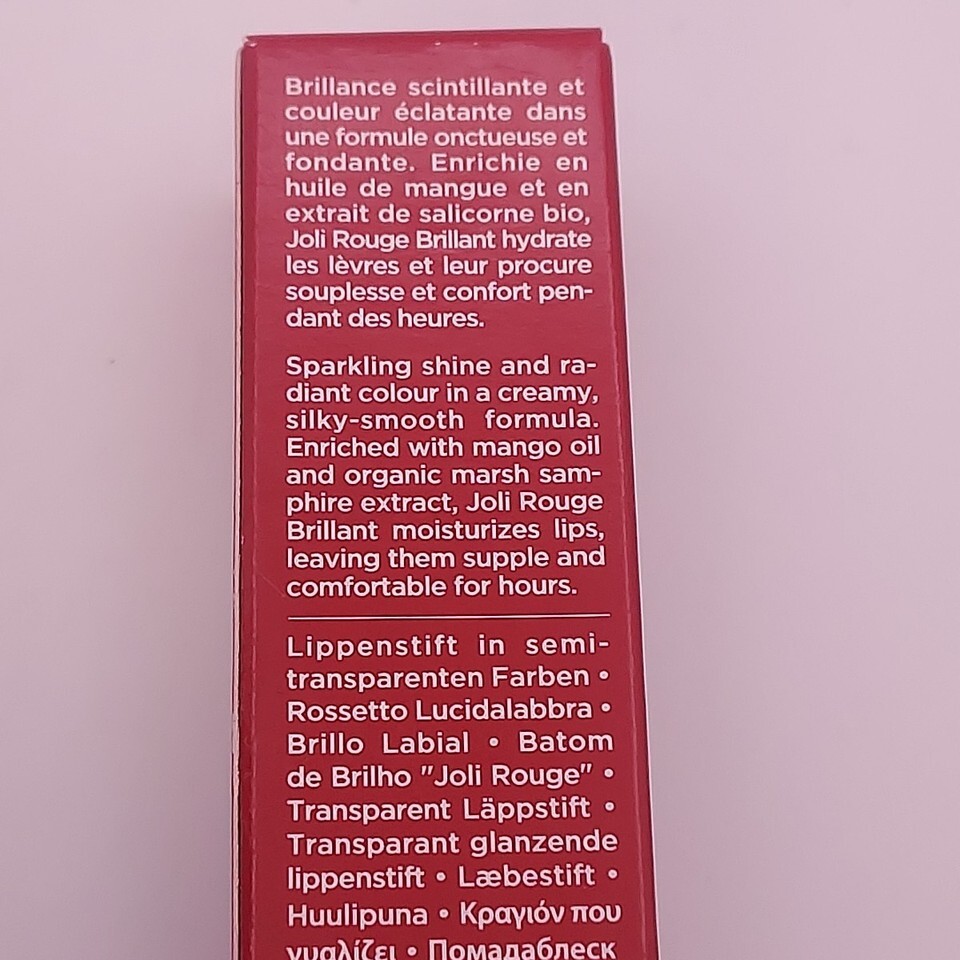 Brillance scintillante et
couleur éclatante dans
une formule onctueuse et
fondante. Enrichie en
huile de mangue et en
extrait de salicorne bio,
Joli Rouge Brillant hydrate
les lèvres et leur procure
souplesse et confort pen-
dant des heures.
Sparkling shine and ra-
diant colour in a creamy,
silky-smooth formula.
Enriched with mango oil
and organic marsh sam-
phire extract, Joli Rouge
Brillant moisturizes lips,
leaving them supple and
comfortable for hours.
Lippenstift in semi-
transparenten Farben •
Rossetto Lucidalabbra •
Brillo Labial • Batom
de Brilho "Joli Rouge" •
Transparent Läppstift •
Transparant glanzende
lippenstift • Læbestift •
Huulipuna • Κραγιόν που
γυαλίζει • Помадаблеск